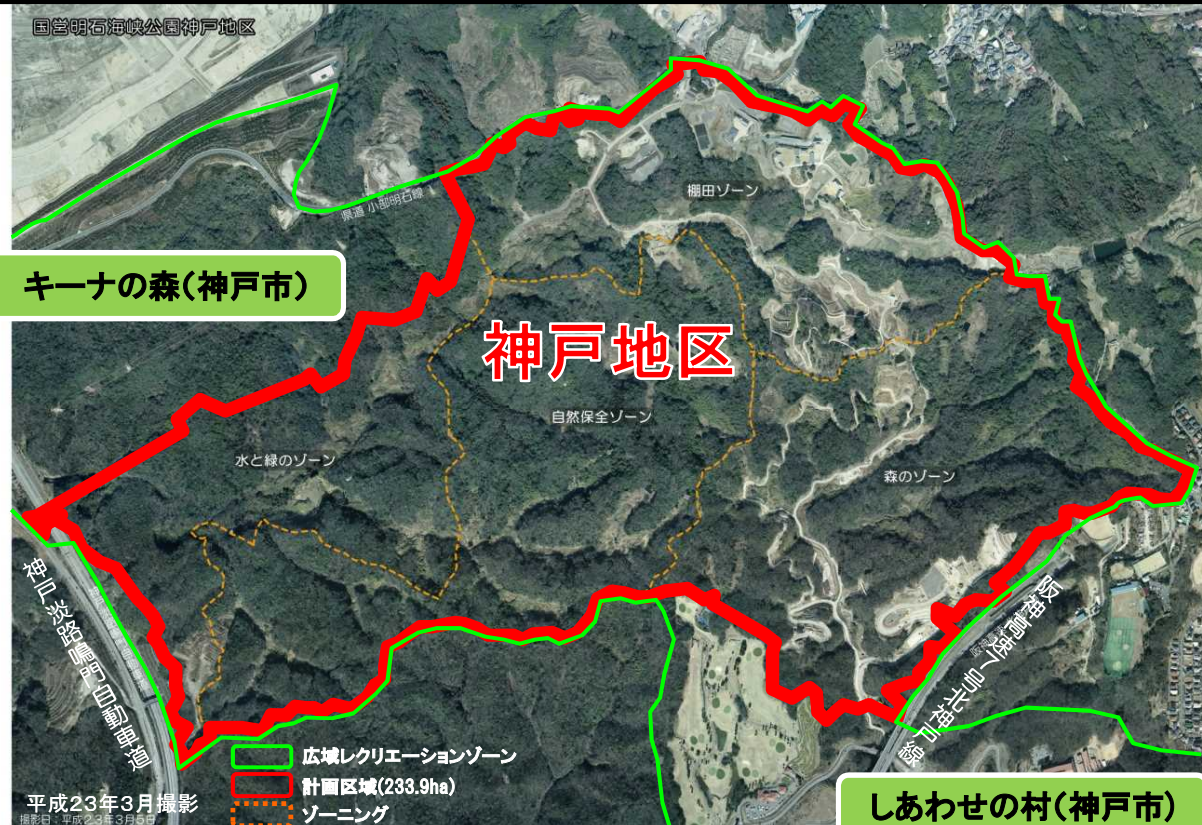 国営明石海峡公園神戸地区
棚田ゾーン
県道 小部明石線
キーナの森(神戸市)
神戸地区
自然保全ゾーン
水と緑のゾーン
森のゾーン
神戸淡路鳴門自動車道
阪神高速7号北神戸線
広域レクリエーションゾーン
計画区域(233.9ha)
ゾーニング
平成23年3月撮影
撮影日:平成23年3月5日
しあわせの村(神戸市)